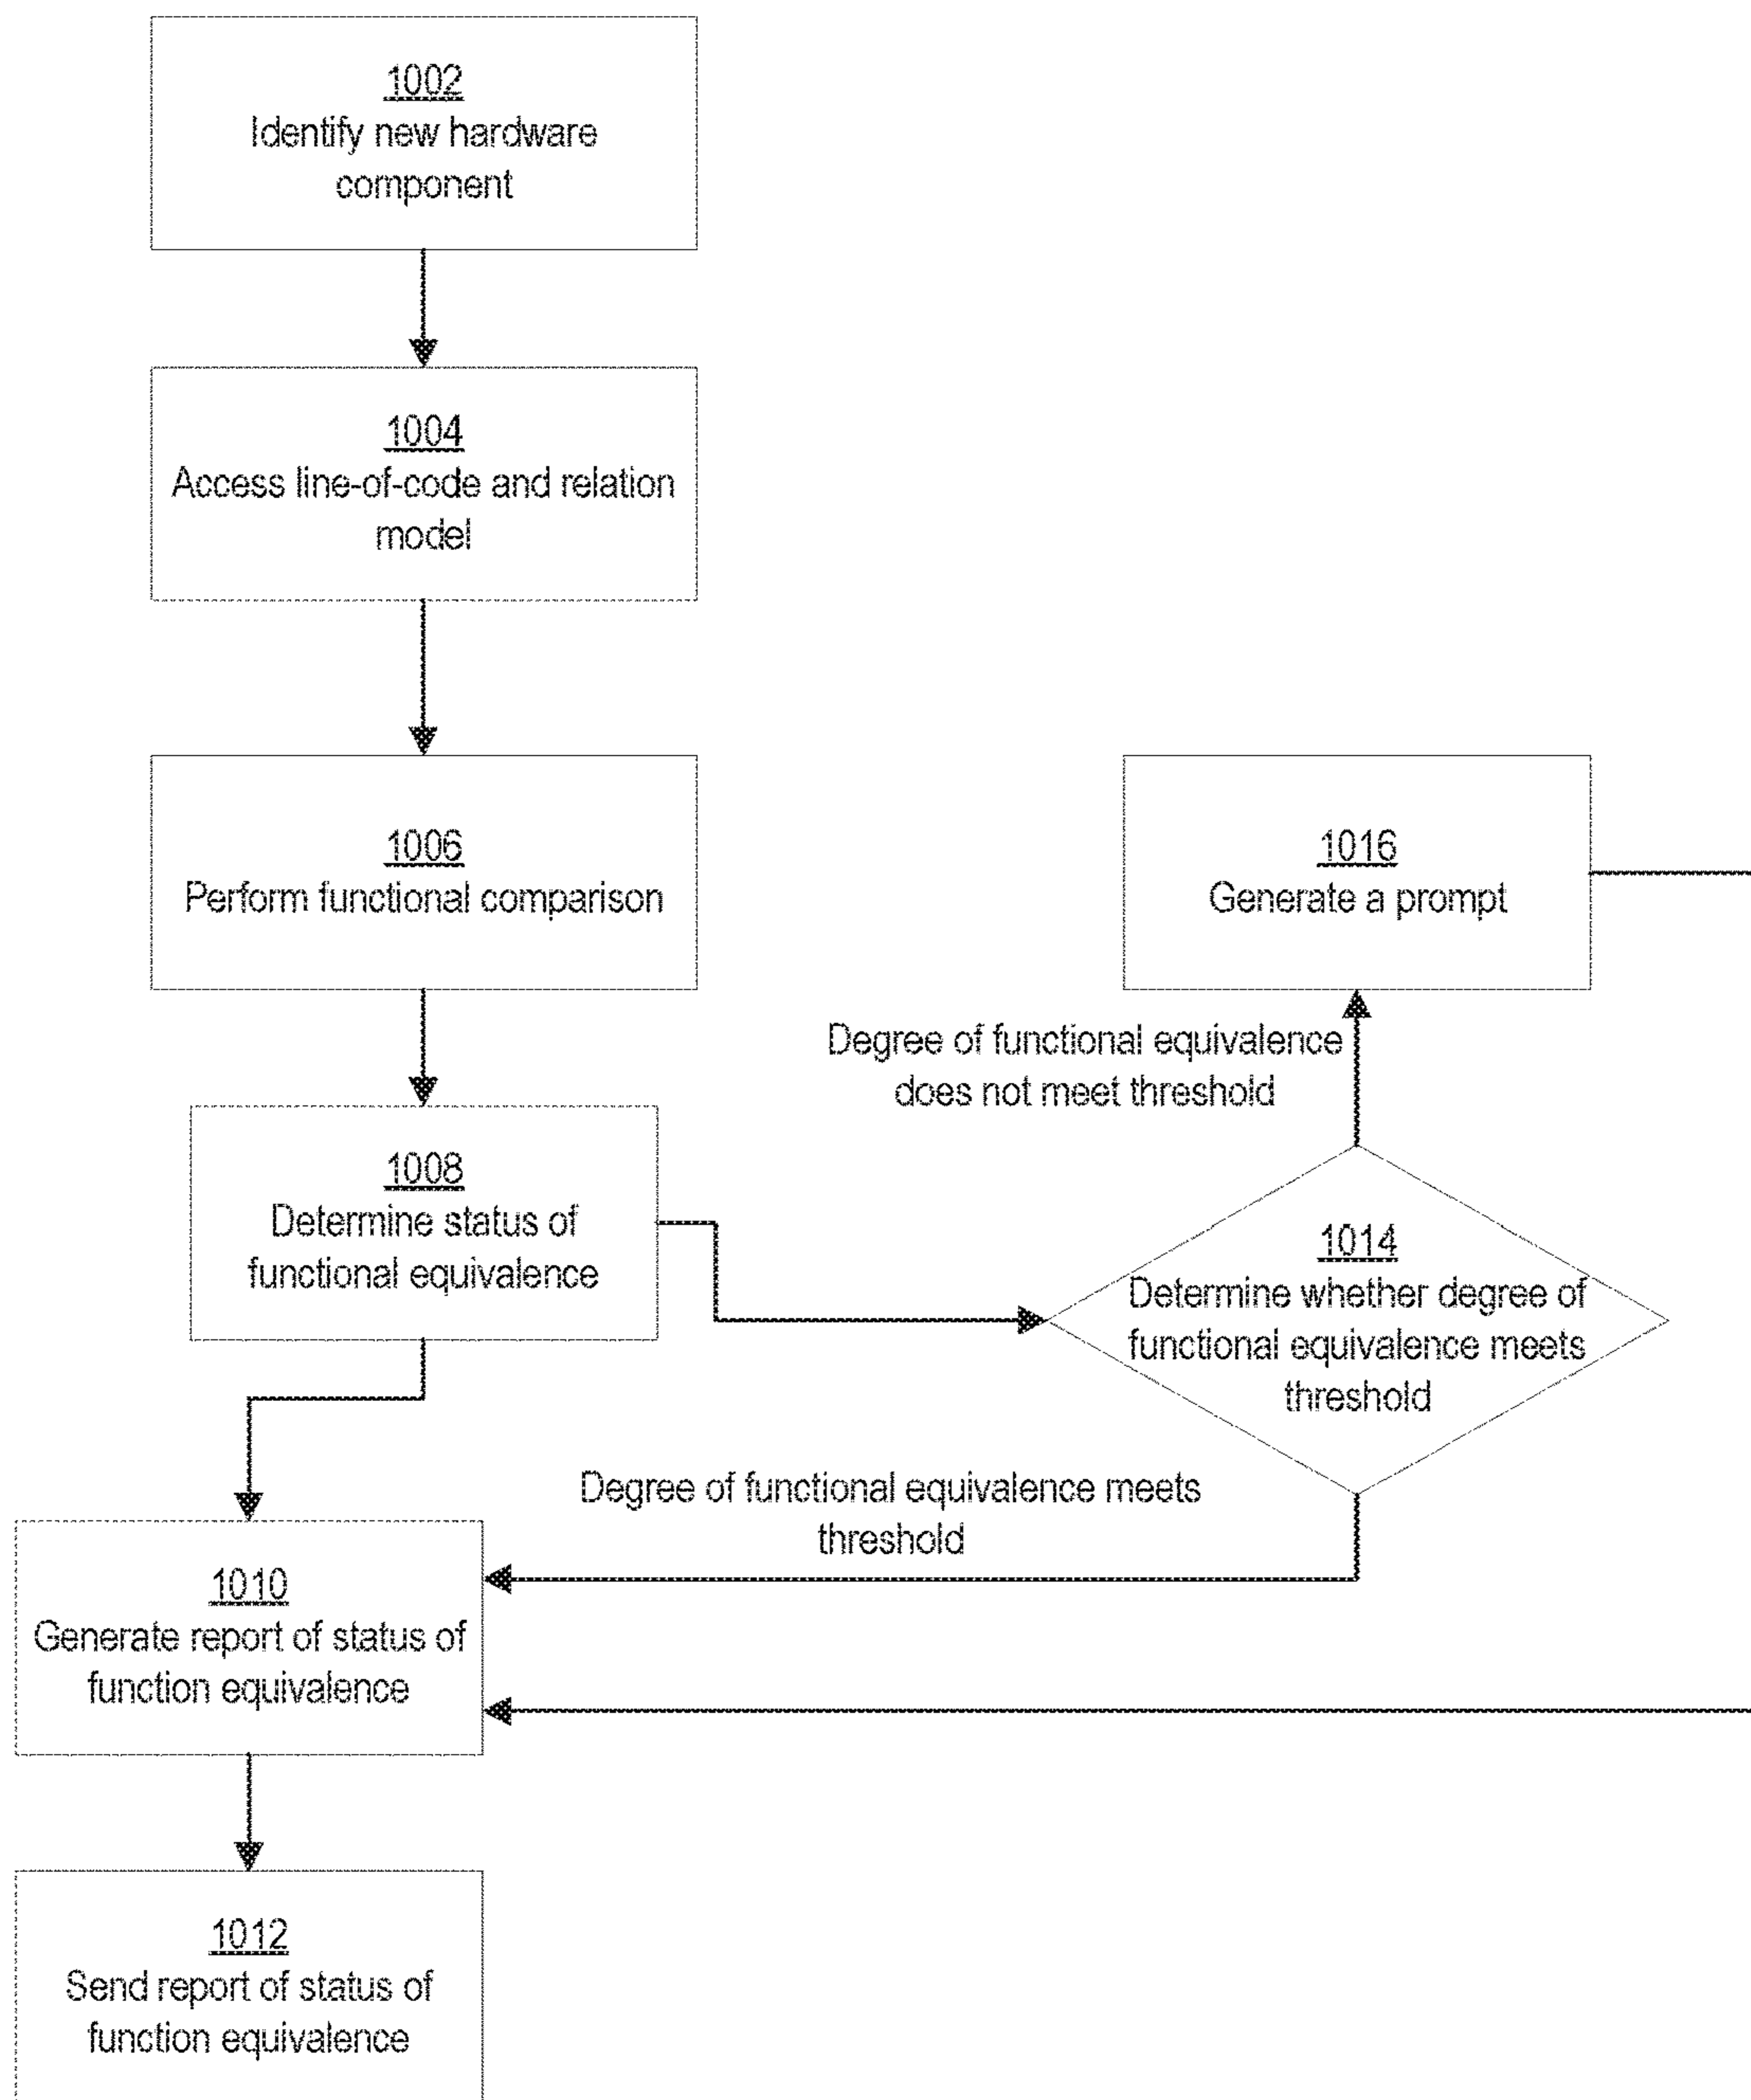 1002
Identify new hardware
component
1004
Access line-of-code and relation
model
1006
Perform functional comparison
1016
Generate a prompt
Degree of functional equivalence
does not meet threshold
1008
Determine status of
functional equivalence
1014
Determine whether degree of
functional equivalence meets
threshold
Degree of functional equivalence meets
threshold
1010
Generate report of status of
function equivalence
1012
Send report of status of
function equivalence